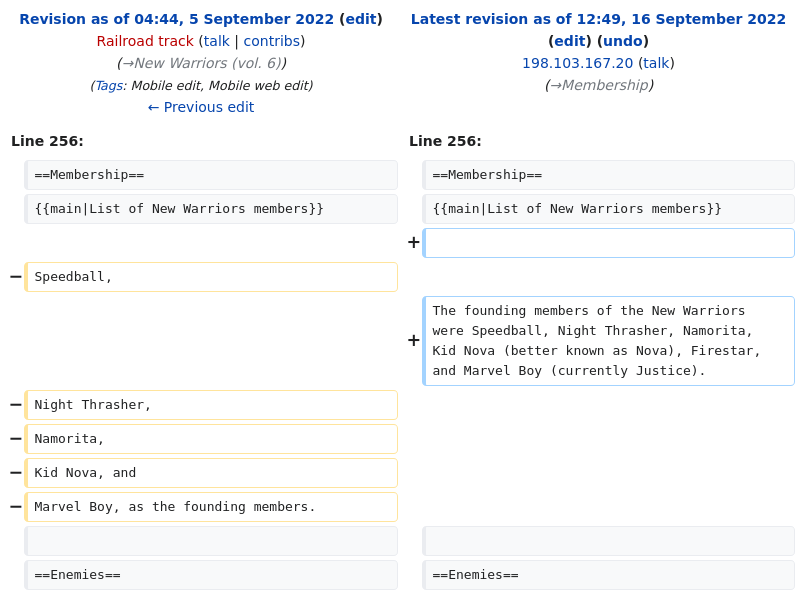 Revision as of 04:44, 5 September 2022 (edit)
Railroad track (talk | contribs)
(→New Warriors (vol. 6))
(Tags: Mobile edit, Mobile web edit)
← Previous edit
Latest revision as of 12:49, 16 September 2022
(edit) (undo)
198.103.167.20 (talk)
(→Membership)
Line 256:
Line 256:
==Membership==
==Membership==
{{main|List of New Warriors members}}
{{main|List of New Warriors members}}
+
− Speedball,
+ The founding members of the New Warriors
were Speedball, Night Thrasher, Namorita,
Kid Nova (better known as Nova), Firestar,
and Marvel Boy (currently Justice).
− Night Thrasher,
− Namorita,
− Kid Nova, and
− Marvel Boy, as the founding members.
==Enemies==
==Enemies==